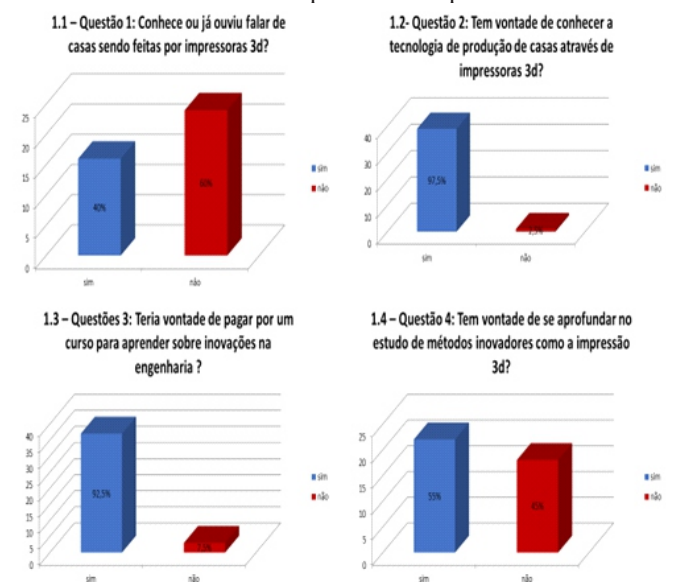 1.1 – Questão 1: Conhece ou já ouviu falar de
casas sendo feitas por impressoras 3d?
25
20
15
10
5
0
40%
60%
sim
não
sim
não
1.2- Questão 2: Tem vontade de conhecer a
tecnologia de produção de casas através de
impressoras 3d?
40
30
20
10
0
97,5%
2,5%
sim
não
sim
não
1.3 – Questões 3: Teria vontade de pagar por um
curso para aprender sobre inovações na
engenharia ?
40
35
30
25
20
15
10
5
0
92,5%
7,5%
sim
não
sim
não
1.4 – Questão 4: Tem vontade de se aprofundar no
estudo de métodos inovadores como a impressão
3d?
25
20
15
10
5
0
55%
45%
sim
não
sim
não